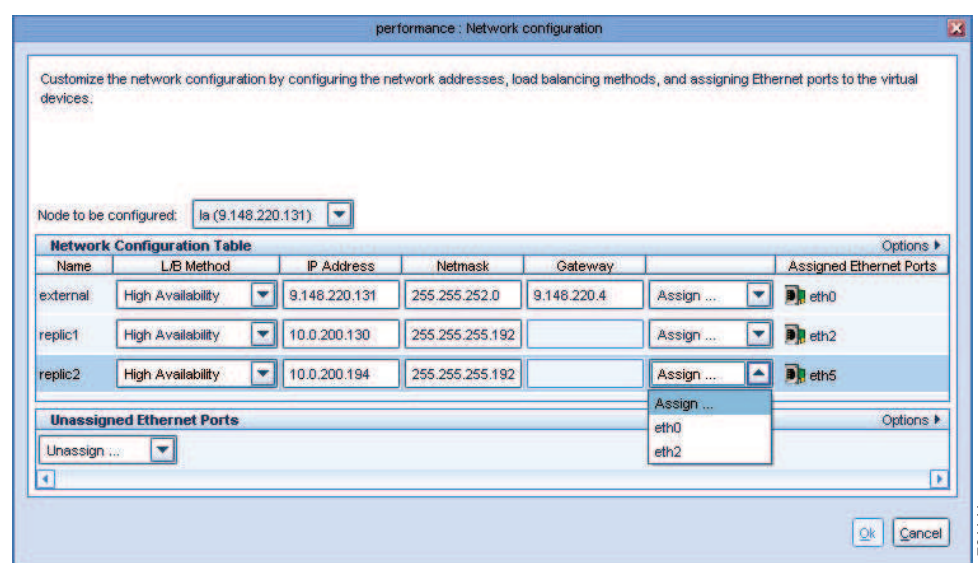 performance : Network configuration
Customize the network configuration by configuring the network addresses, load balancing methods, and assigning Ethernet ports to the virtual
devices.
Node to be configured: la (9.148.220.131)
Network Configuration Table Options
Name L/B Method IP Address Netmask Gateway Assigned Ethernet Ports
external High Availability 9.148.220.131 255.255.252.0 9.148.220.4 Assign ... eth0
replic1 High Availability 10.0.200.130 255.255.255.192 Assign ... eth2
replic2 High Availability 10.0.200.194 255.255.255.192 Assign ... eth5
Assign ...
eth0
eth2
Unassigned Ethernet Ports Options
Unassign ...
Ok Cancel